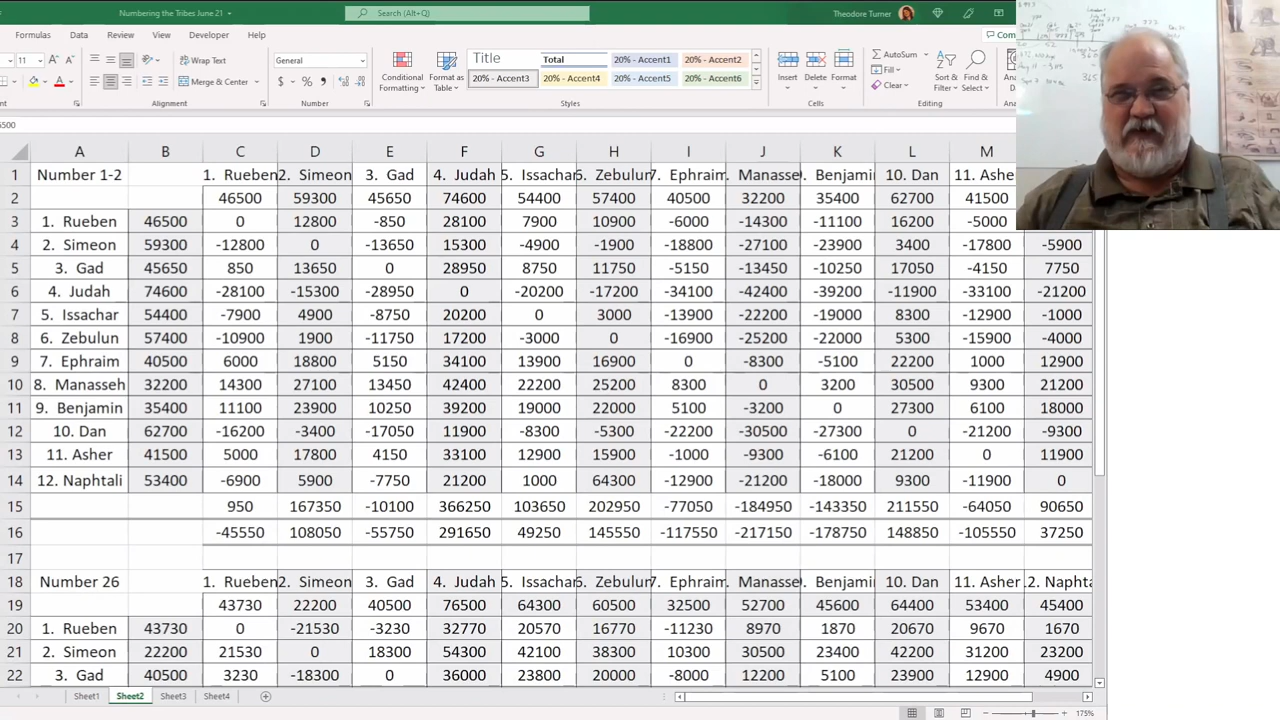 Numbering the Tribes June 21
Search (Alt+Q)
Theodore Turner
Formulas Data Review View Developer Help
11 Wrap Text General Title Total 20% - Accent1 20% - Accent2 AutoSum
Merge & Center Conditional Formatting Format as Table 20% - Accent3 20% - Accent4 20% - Accent5 20% - Accent6 Insert Delete Format Fill Clear Sort & Filter Find & Select
Alignment Number Styles Cells Editing
A B C D E F G H I J K L M
1 Number 1-2 1. Rueben 2. Simeon 3. Gad 4. Judah 5. Issachar 6. Zebulun 7. Ephraim . Manasse . Benjamin 10. Dan 11. Ashe
2 46500 59300 45650 74600 54400 57400 40500 32200 35400 62700 41500
3 1. Rueben 46500 0 12800 -850 28100 7900 10900 -6000 -14300 -11100 16200 -5000
4 2. Simeon 59300 -12800 0 -13650 15300 -4900 -1900 -18800 -27100 -23900 3400 -17800 -5900
5 3. Gad 45650 850 13650 0 28950 8750 11750 -5150 -13450 -10250 17050 -4150 7750
6 4. Judah 74600 -28100 -15300 -28950 0 -20200 -17200 -34100 -42400 -39200 -11900 -33100 -21200
7 5. Issachar 54400 -7900 4900 -8750 20200 0 3000 -13900 -22200 -19000 8300 -12900 -1000
8 6. Zebulun 57400 -10900 1900 -11750 17200 -3000 0 -16900 -25200 -22000 5300 -15900 -4000
9 7. Ephraim 40500 6000 18800 5150 34100 13900 16900 0 -8300 -5100 22200 1000 12900
10 8. Manasseh 32200 14300 27100 13450 42400 22200 25200 8300 0 3200 30500 9300 21200
11 9. Benjamin 35400 11100 23900 10250 39200 19000 22000 5100 -3200 0 27300 6100 18000
12 10. Dan 62700 -16200 -3400 -17050 11900 -8300 -5300 -22200 -30500 -27300 0 -21200 -9300
13 11. Asher 41500 5000 17800 4150 33100 12900 15900 -1000 -9300 -6100 21200 0 11900
14 12. Naphtali 53400 -6900 5900 -7750 21200 1000 64300 -12900 -21200 -18000 9300 -11900 0
15 950 167350 -10100 366250 103650 202950 -77050 -184950 -143350 211550 -64050 90650
16 -45550 108050 -55750 291650 49250 145550 -117550 -217150 -178750 148850 -105550 37250
17
18 Number 26 1. Rueben 2. Simeon 3. Gad 4. Judah 5. Issachar 6. Zebulun 7. Ephraim . Manasse . Benjamin 10. Dan 11. Asher 12. Naphta
19 43730 22200 40500 76500 64300 60500 32500 52700 45600 64400 53400 45400
20 1. Rueben 43730 0 -21530 -3230 32770 20570 16770 -11230 8970 1870 20670 9670 1670
21 2. Simeon 22200 21530 0 18300 54300 42100 38300 10300 30500 23400 42200 31200 23200
22 3. Gad 40500 3230 -18300 0 36000 23800 20000 -8000 12200 5100 23900 12900 4900
Sheet1 Sheet2 Sheet3 Sheet4
175%